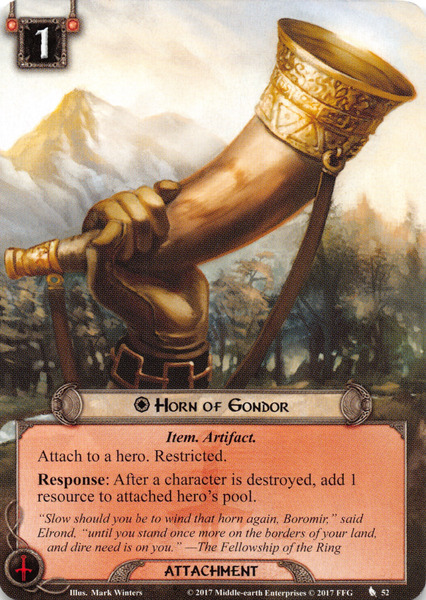 1
Horn of Gondor
Item. Artifact.
Attach to a hero. Restricted.
Response: After a character is destroyed, add 1
resource to attached hero's pool.
"Slow should you be to wind that horn again, Boromir," said
Elrond, "until you stand once more on the borders of your land,
and dire need is on you." —The Fellowship of the Ring
ATTACHMENT
Illus. Mark Winters © 2017 Middle-earth Enterprises © 2017 FFG 52